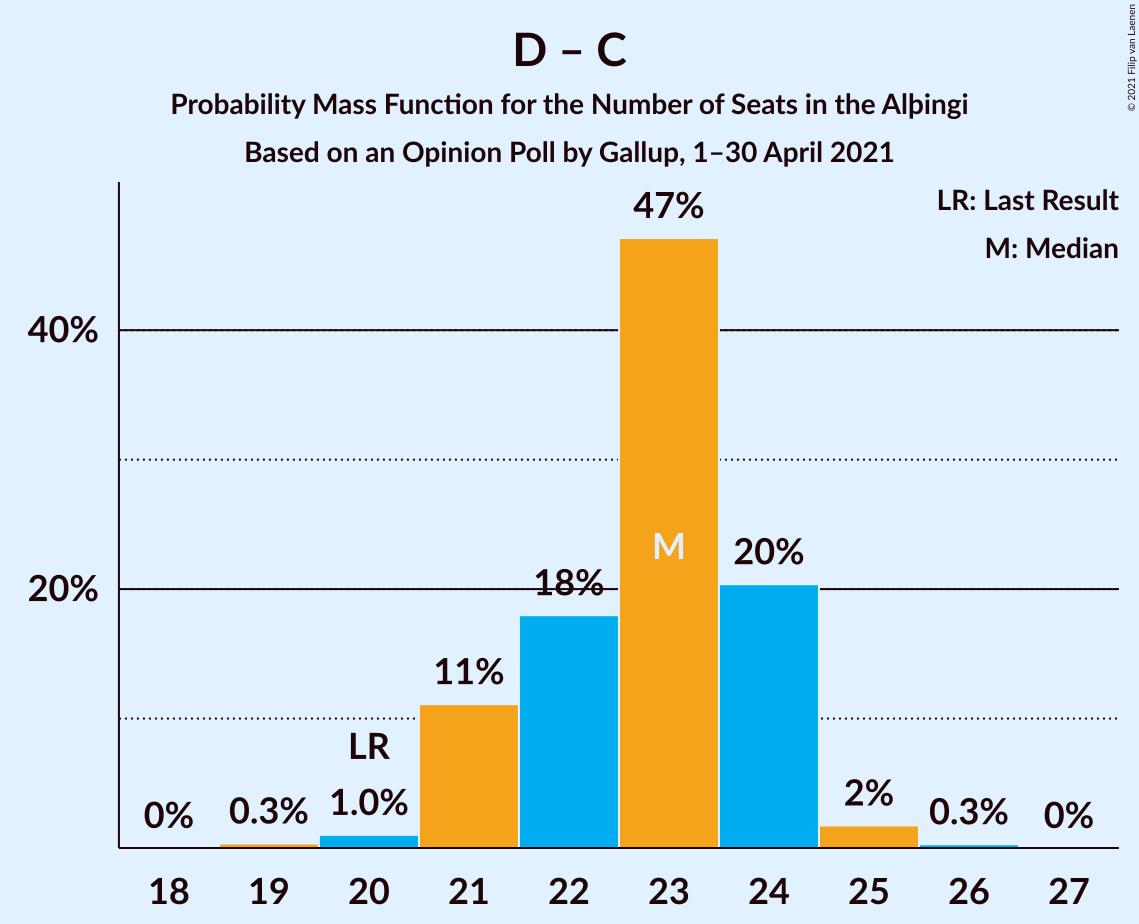 D – C
Probability Mass Function for the Number of Seats in the Alþingi
Based on an Opinion Poll by Gallup, 1–30 April 2021
© 2021 Filip van Laenen
LR: Last Result
M: Median
47%
40%
M
20%
20%
18%
11%
LR
0%
0.3%
1.0%
2%
0.3%
0%
18
19
20
21
22
23
24
25
26
27